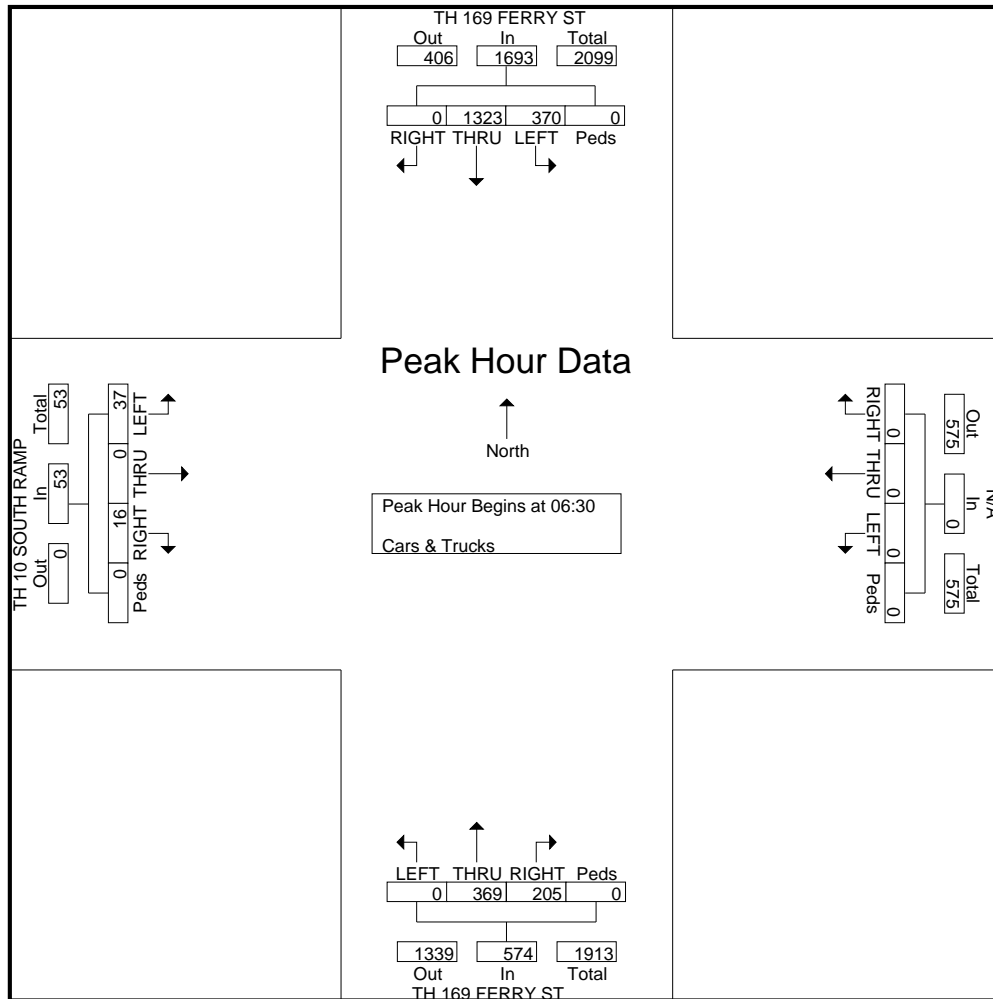 TH 169 FERRY ST
Out In Total
406 1693 2099
0 1323 370 0
RIGHT THRU LEFT Peds
Peak Hour Data
North
Peak Hour Begins at 06:30
Cars & Trucks
TH 10 SOUTH RAMP
Out In Total
0 53 53
37 0 16 0
LEFT THRU RIGHT Peds
N/A
Out In Total
575 0 575
0 0 0 0
RIGHT THRU LEFT Peds
LEFT THRU RIGHT Peds
0 369 205 0
1339 574 1913
Out In Total
TH 169 FERRY ST